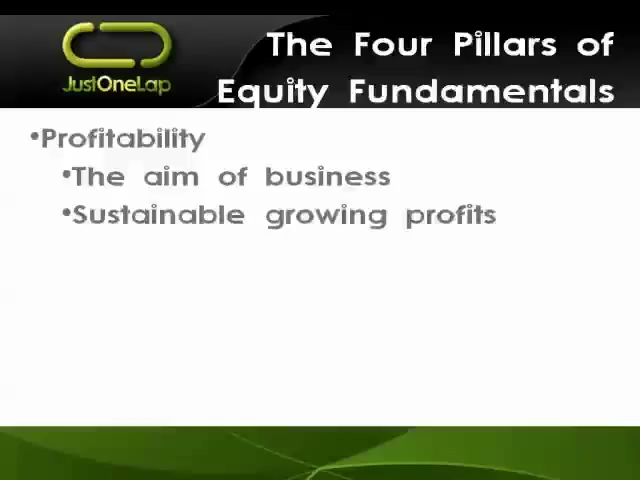 The Four Pillars of
Equity Fundamentals
JustOneLap
•Profitability
•The aim of business
•Sustainable growing profits